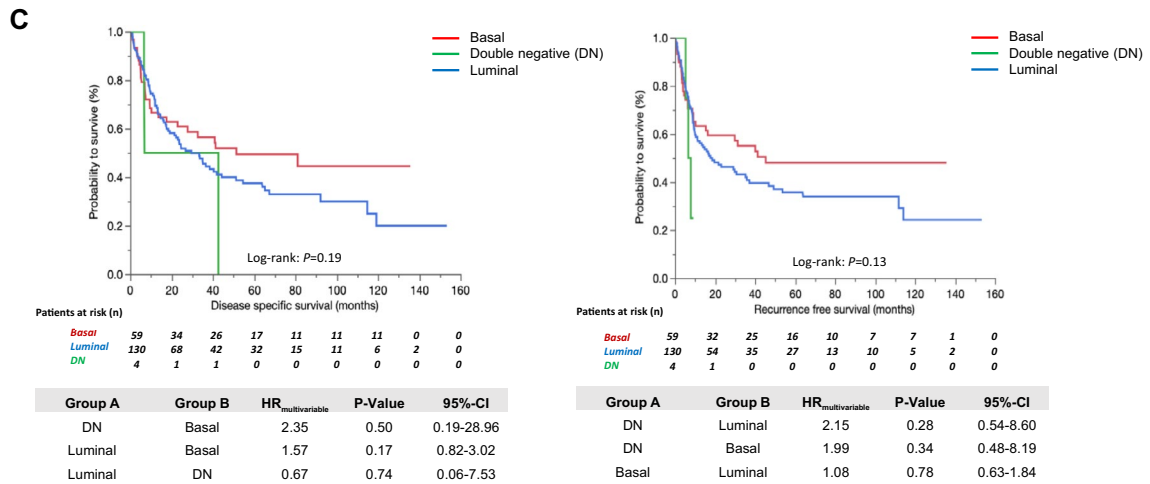 C
Basal
Double negative (DN)
Luminal
Probability to survive (%)
1.0
0.8
0.6
0.4
0.2
0.0
Log-rank: P=0.19
0 20 40 60 80 100 120 140 160
Disease specific survival (months)
Patients at risk (n)
Basal 59 34 26 17 11 11 11 0 0
Luminal 130 68 42 32 15 11 6 2 0
DN 4 1 1 0 0 0 0 0 0
Group A Group B HRmultivariable P-Value 95%-CI
DN Basal 2.35 0.50 0.19-28.96
Luminal Basal 1.57 0.17 0.82-3.02
Luminal DN 0.67 0.74 0.06-7.53
Basal
Double negative (DN)
Luminal
Probability to survive (%)
1.0
0.8
0.6
0.4
0.2
0.0
Log-rank: P=0.13
0 20 40 60 80 100 120 140 160
Recurrence free survival (months)
Patients at risk (n)
Basal 59 32 25 16 10 7 7 1 0
Luminal 130 54 35 27 13 10 5 2 0
DN 4 1 0 0 0 0 0 0 0
Group A Group B HRmultivariable P-Value 95%-CI
DN Luminal 2.15 0.28 0.54-8.60
DN Basal 1.99 0.34 0.48-8.19
Basal Luminal 1.08 0.78 0.63-1.84